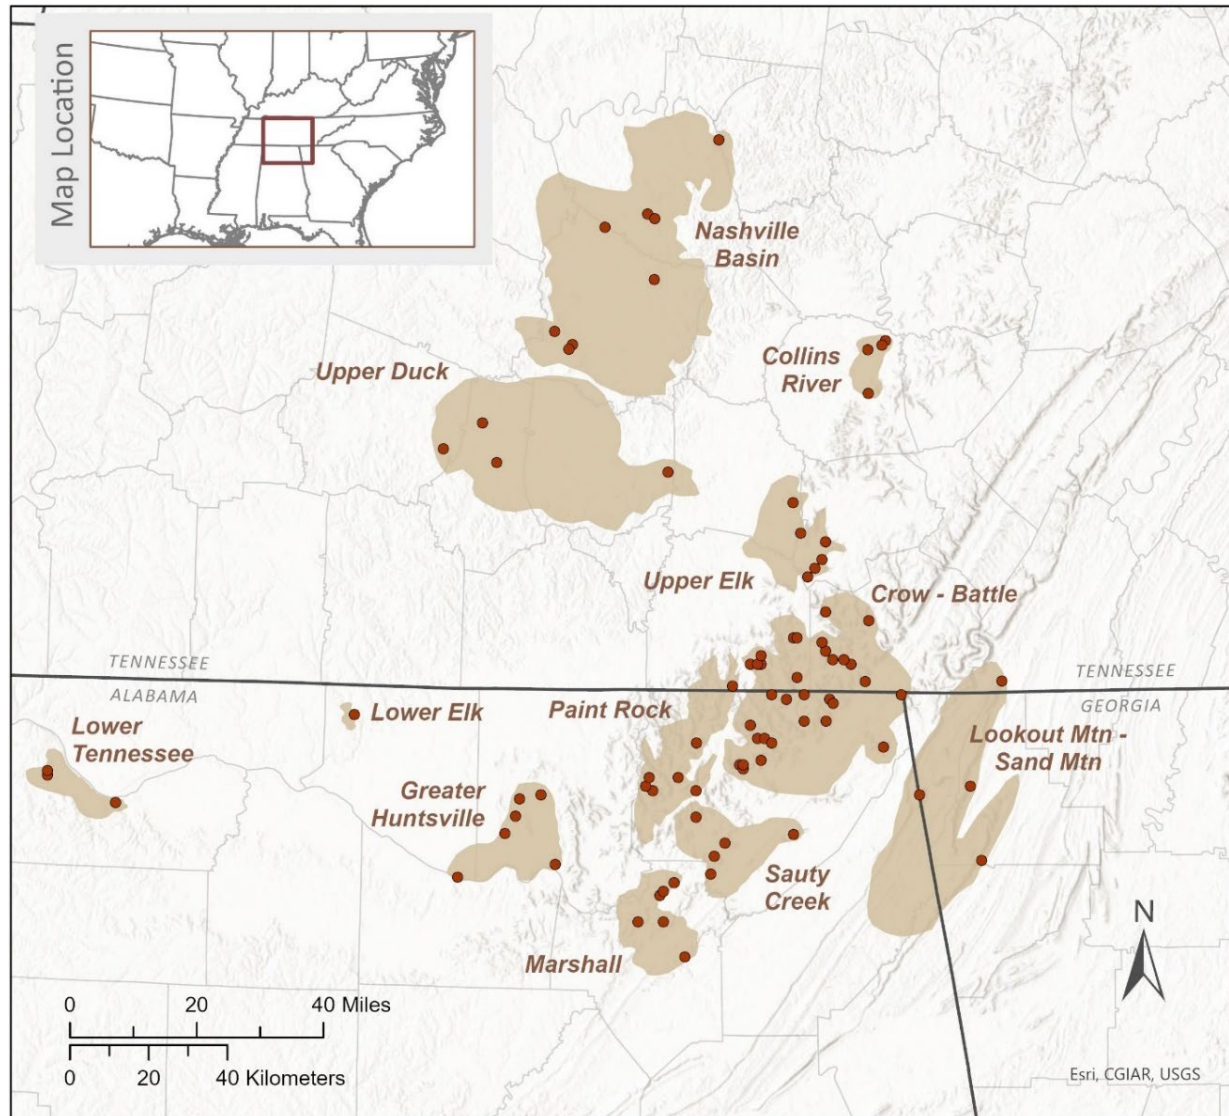 Map Location
Nashville
Basin
Upper Duck
Collins
River
Upper Elk
Crow - Battle
TENNESSEE
ALABAMA
TENNESSEE
GEORGIA
Lower Elk
Paint Rock
Lower
Tennessee
Lookout Mtn -
Sand Mtn
Greater
Huntsville
Sauty
Creek
Marshall
N
0 20 40 Miles
0 20 40 Kilometers
Esri, CGIAR, USGS